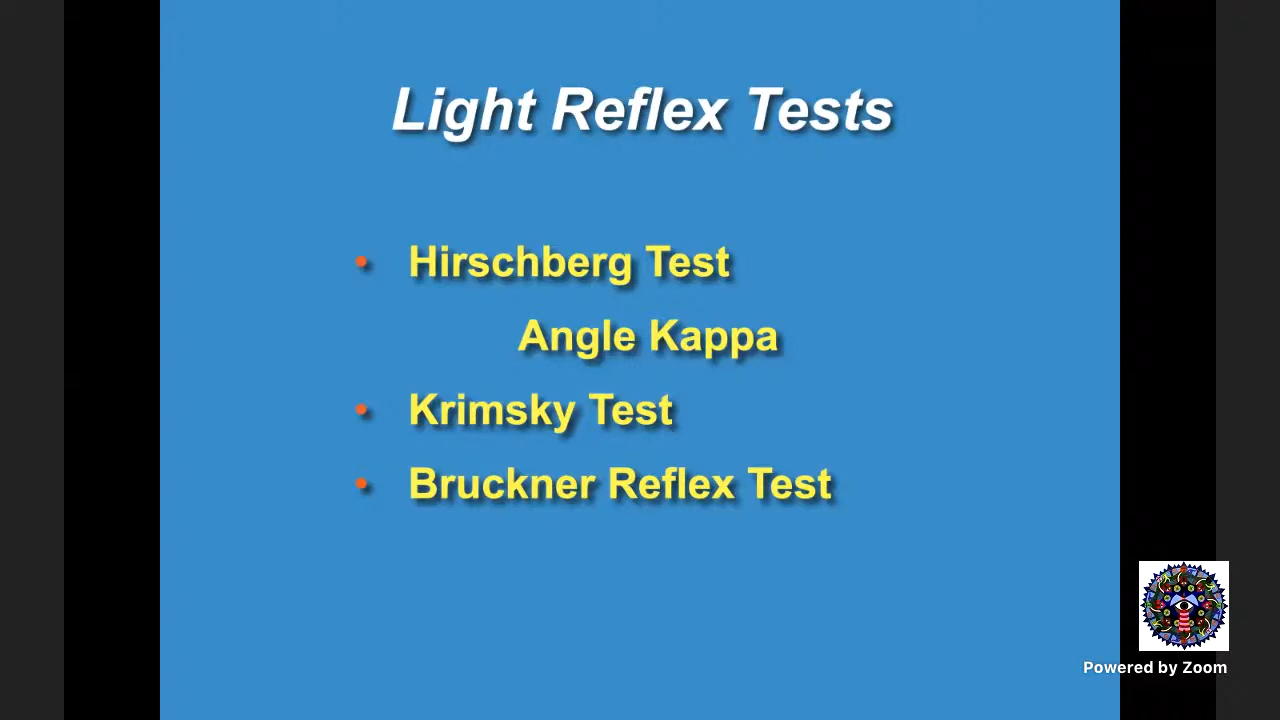 Light Reflex Tests
• Hirschberg Test
Angle Kappa
• Krimsky Test
• Bruckner Reflex Test
Powered by Zoom